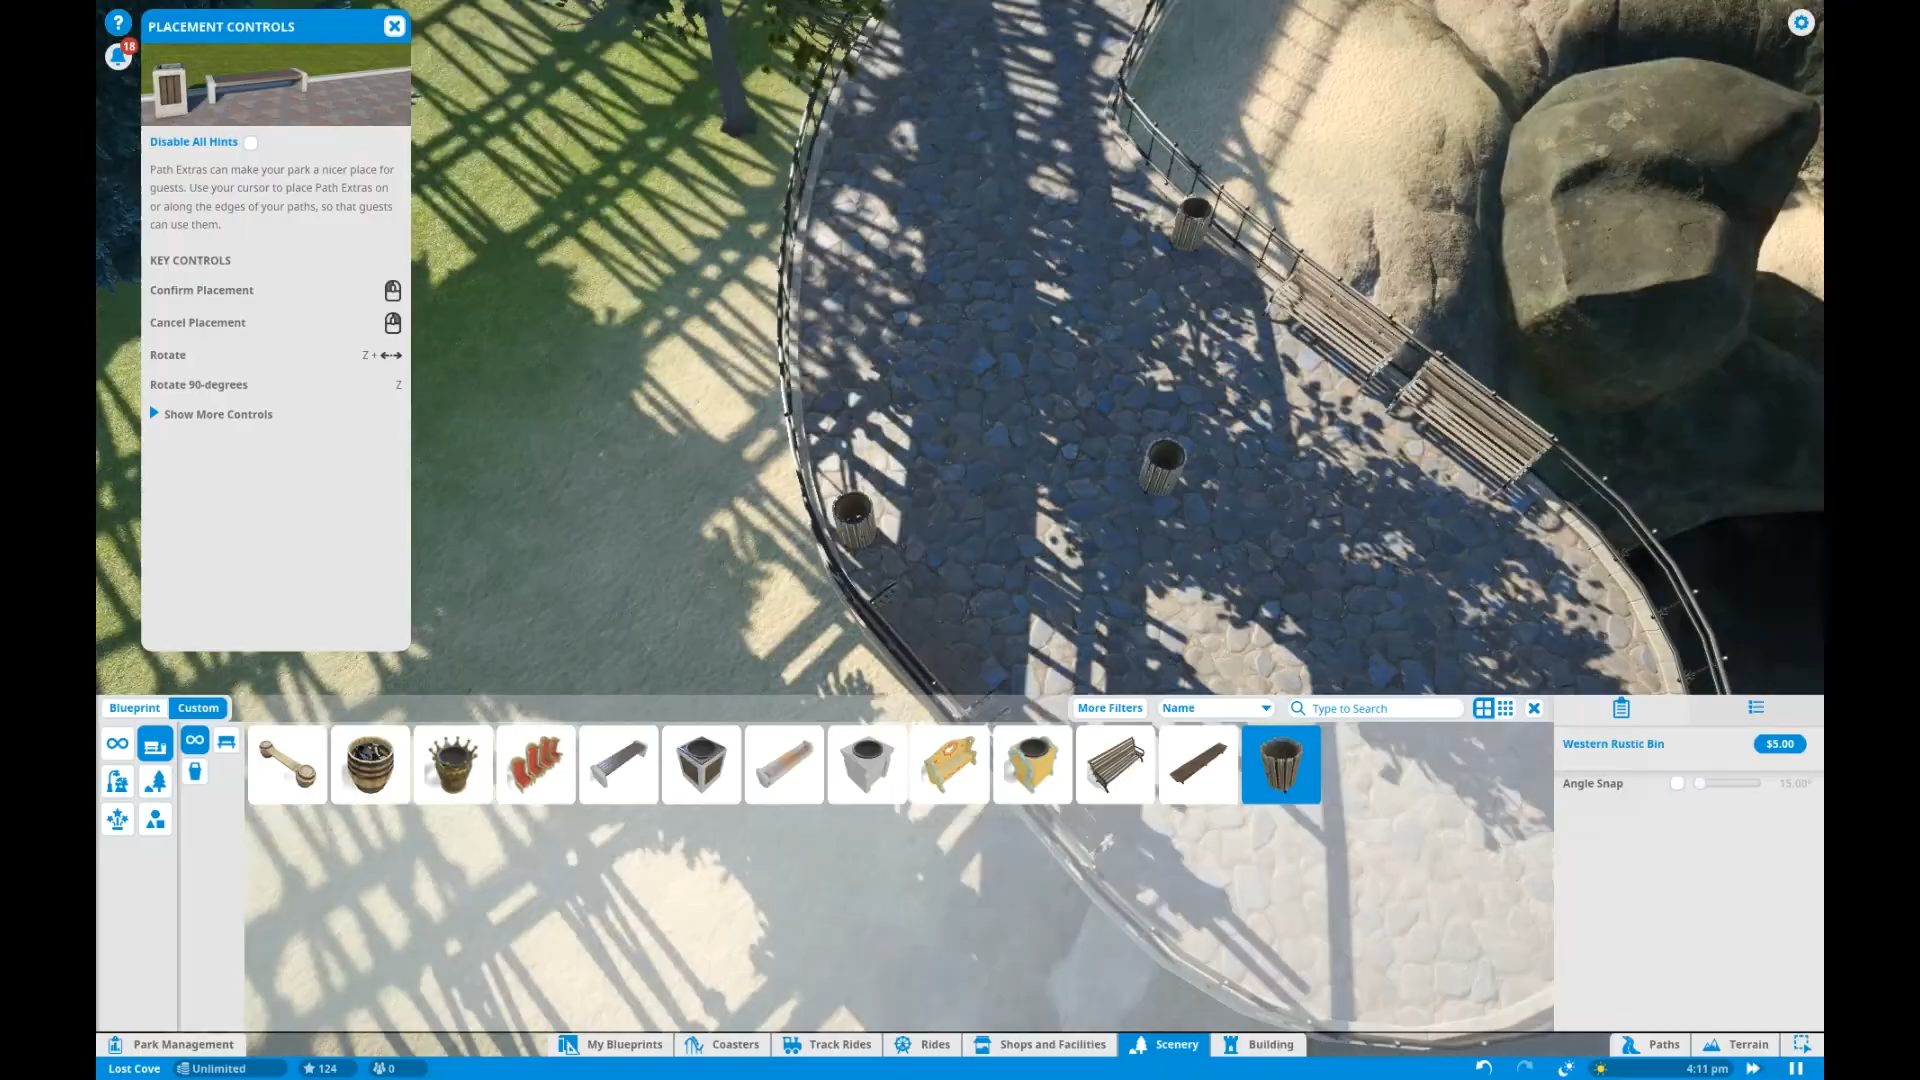 ?
18
PLACEMENT CONTROLS
Disable All Hints
Path Extras can make your park a nicer place for
guests. Use your cursor to place Path Extras on
or along the edges of your paths, so that guests
can use them.
KEY CONTROLS
Confirm Placement
Cancel Placement
Rotate Z +
Rotate 90-degrees Z
Show More Controls
Blueprint Custom
More Filters Name Type to Search
Western Rustic Bin $5.00
Angle Snap 15.00°
Park Management My Blueprints Coasters Track Rides Rides Shops and Facilities Scenery Building Paths Terrain
Lost Cove Unlimited 124 0 4:11 pm